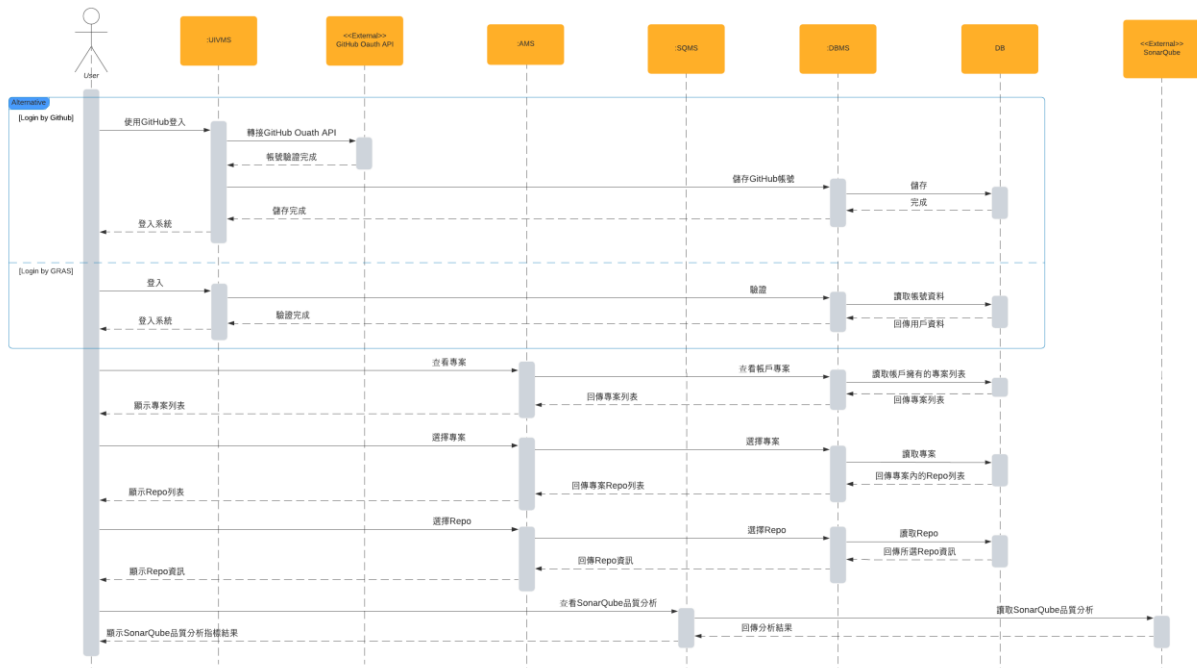 :UIVMS
<<External>>
GitHub Oauth API
:AMS
:SQMS
:DBMS
DB
<<External>>
SonarQube
User
Alternative
[Login by Github]
使用GitHub登入
轉接GitHub Ouath API
帳號驗證完成
儲存GitHub帳號
儲存
完成
儲存完成
登入系統
[Login by GRAS]
登入
驗證
讀取帳號資料
驗證完成
回傳用戶資料
登入系統
查看專案
查看帳戶專案
讀取帳戶擁有的專案列表
回傳專案列表
回傳專案列表
顯示專案列表
選擇專案
選擇專案
讀取專案
回傳專案內的Repo列表
回傳專案Repo列表
顯示Repo列表
選擇Repo
選擇Repo
讀取Repo
回傳所選Repo資訊
回傳Repo資訊
顯示Repo資訊
查看SonarQube品質分析
讀取SonarQube品質分析
回傳分析結果
顯示SonarQube品質分析指標結果